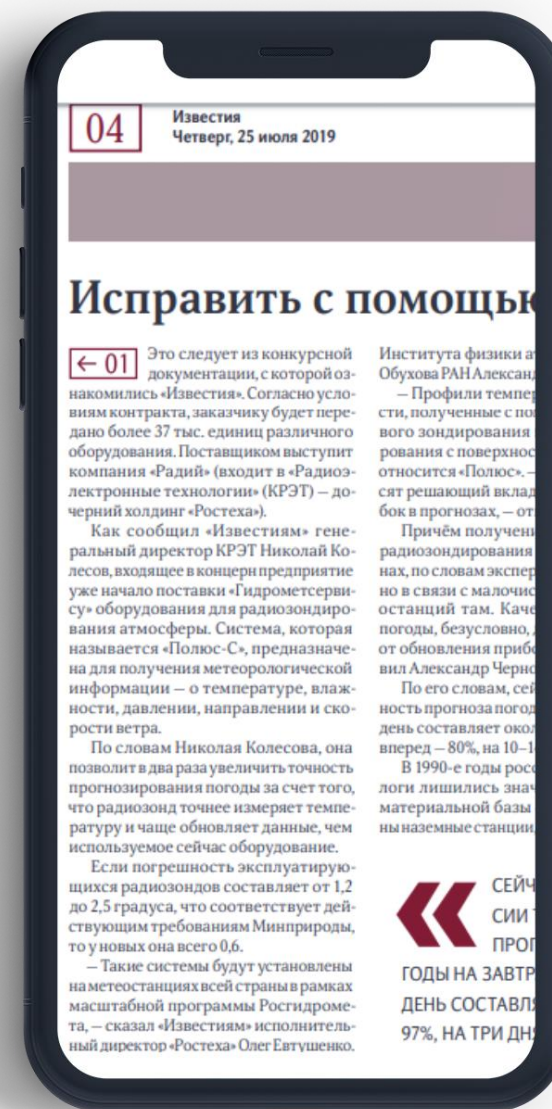 04
Известия
Четверг, 25 июля 2019
Исправить с помощью
← 01 Это следует из конкурсной
документации, с которой оз-
накомились «Известия». Согласно усло-
виям контракта, заказчику будет пере-
дано более 37 тыс. единиц различного
оборудования. Поставщиком выступит
компания «Радий» (входит в «Радиоэ-
лектронные технологии» (КРЭТ) — до-
черний холдинг «Ростеха»).
Как сообщил «Известиям» гене-
ральный директор КРЭТ Николай Ко-
лесов, входящее в концерн предприятие
уже начало поставки «Гидрометсерви-
су» оборудования для радиозондиро-
вания атмосферы. Система, которая
называется «Полюс-С», предназначе-
на для получения метеорологической
информации — о температуре, влаж-
ности, давлении, направлении и ско-
рости ветра.
По словам Николая Колесова, она
позволит в два раза увеличить точность
прогнозирования погоды за счет того,
что радиозонд точнее измеряет темпе-
ратуру и чаще обновляет данные, чем
используемое сейчас оборудование.
Если погрешность эксплуатирую-
щихся радиозондов составляет от 1,2
до 2,5 градуса, что соответствует дей-
ствующим требованиям Минприроды,
то у новых она всего 0,6.
— Такие системы будут установлены
на метеостанциях всей страны в рамках
масштабной программы Росгидроме-
та, — сказал «Известиям» исполнитель-
ный директор «Ростеха» Олег Евтушенко.
Института физики
Обухова РАН Александ
— Профили темпер
сти, полученные с
вого зондирования
рования с поверхнос
относится «Полюс». —
сят решающий вклад
бок в прогнозах, — от
Причём получени
радиозондирования
нах, по словам экспер
но в связи с малочис
останций там. Каче
погоды, безусловно,
от обновления прибо
вил Александр Черно
По его словам, сей
ность прогноза погод
день составляет окол
вперед — 80%, на 10–1
В 1990-е годы росс
логи лишились знач
материальной базы
ны наземные станции,
« СЕЙЧ
СИИ
ПРОГ
ГОДЫ НА ЗАВТР
ДЕНЬ СОСТАВЛ
97%, НА ТРИ ДН